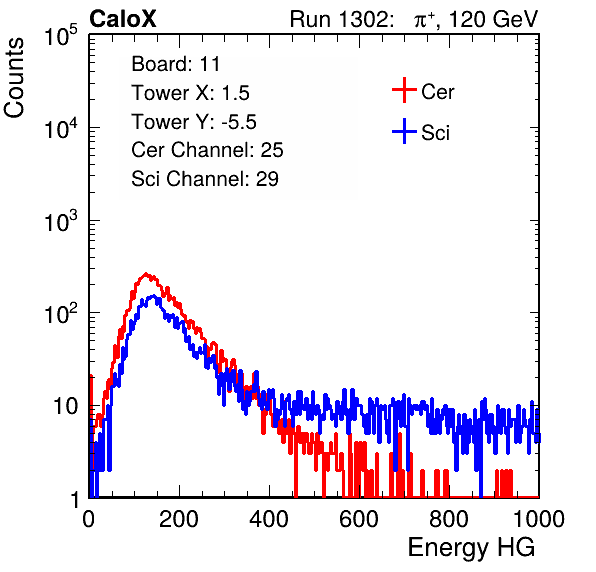 CaloX Run 1302: π⁺, 120 GeV
Counts
10⁵
10⁴
10³
10²
10
1
Board: 11
Tower X: 1.5
Tower Y: -5.5
Cer Channel: 25
Sci Channel: 29
Cer
Sci
0 200 400 600 800 1000
Energy HG